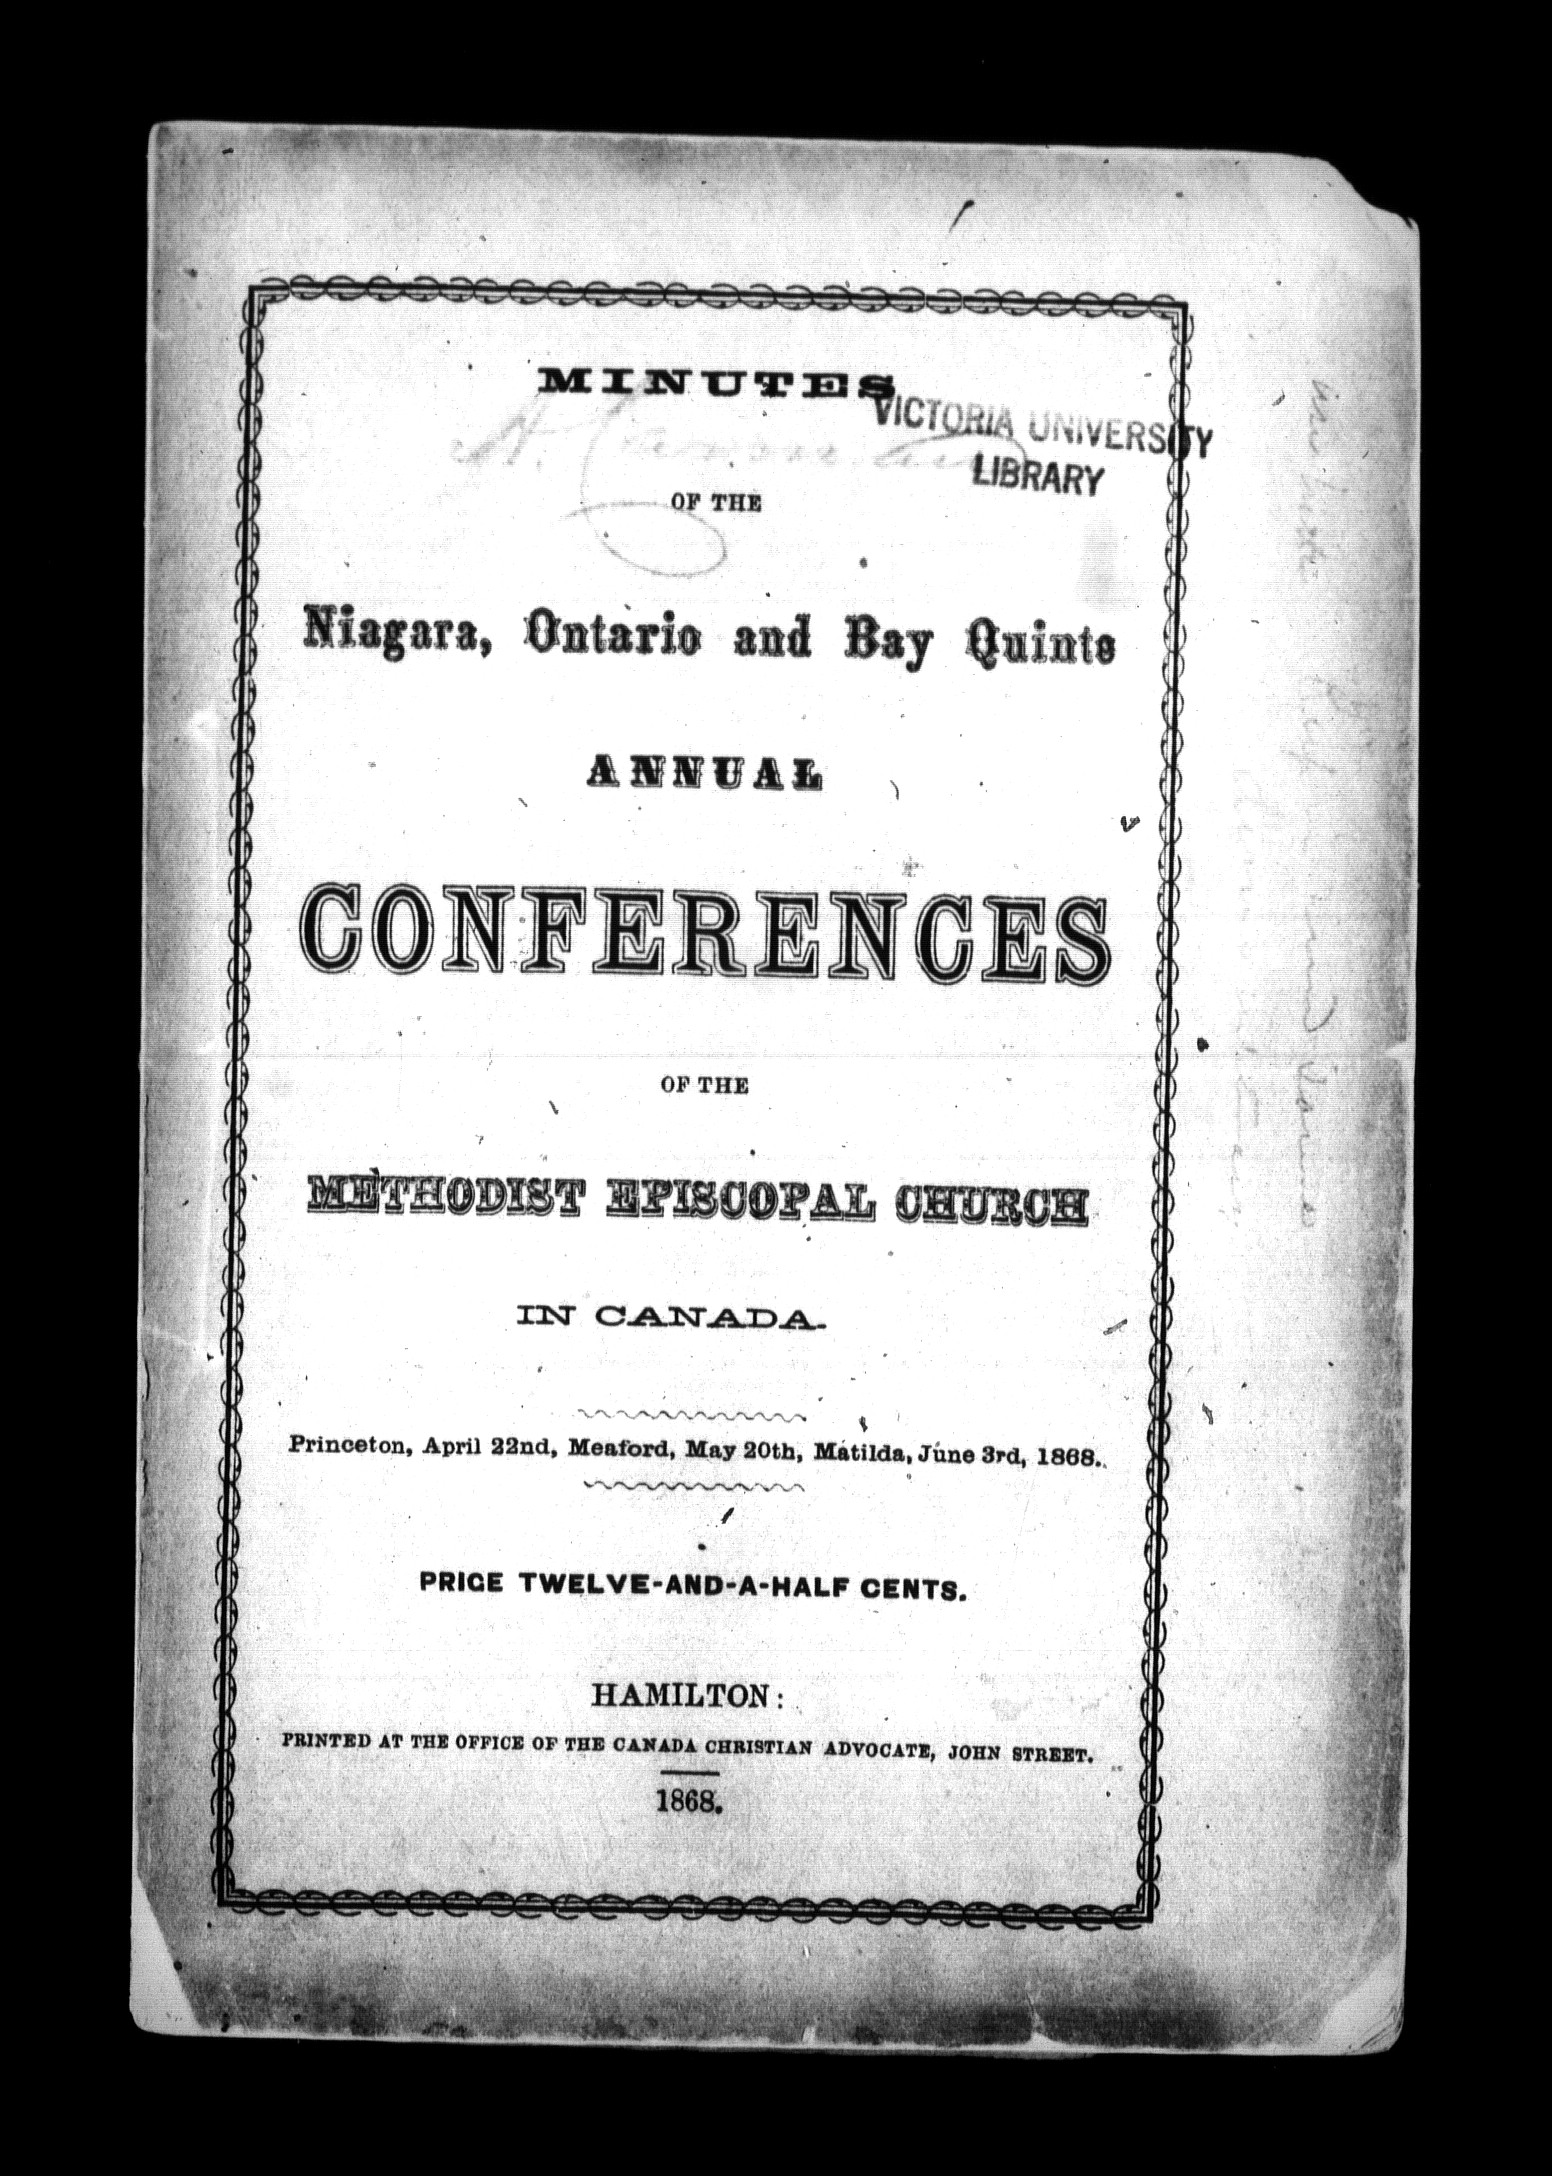 MINUTES
VICTORIA UNIVERSITY
LIBRARY
OF THE
Niagara, Ontario and Bay Quinte
ANNUAL
CONFERENCES
OF THE
METHODIST EPISCOPAL CHURCH
IN CANADA.
Princeton, April 22nd, Meaford, May 20th, Matilda, June 3rd, 1868.
PRICE TWELVE-AND-A-HALF CENTS.
HAMILTON:
PRINTED AT THE OFFICE OF THE CANADA CHRISTIAN ADVOCATE, JOHN STREET.
1868.